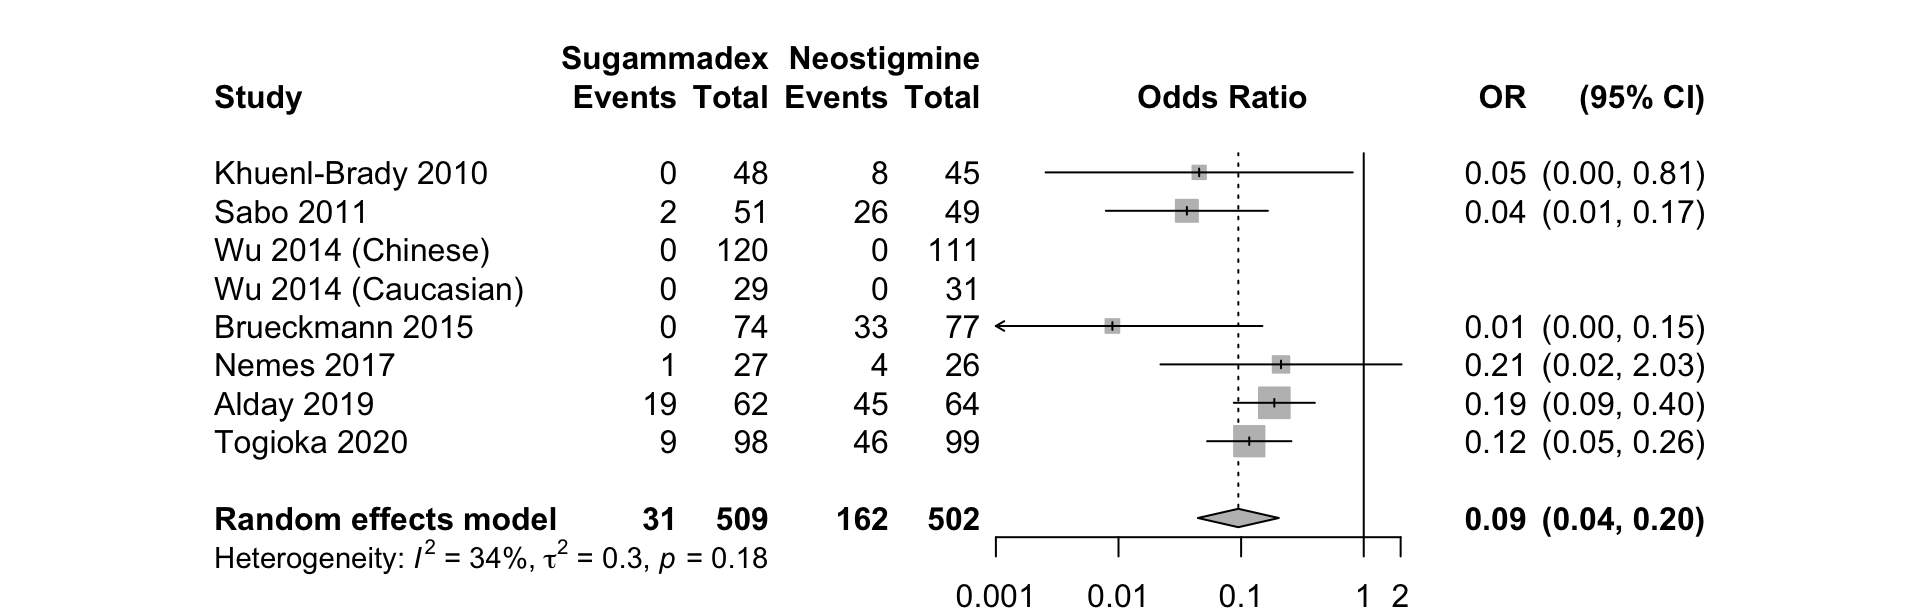 Sugammadex Neostigmine
Study Events Total Events Total Odds Ratio OR (95% CI)
Khuenl-Brady 2010 0 48 8 45 0.05 (0.00, 0.81)
Sabo 2011 2 51 26 49 0.04 (0.01, 0.17)
Wu 2014 (Chinese) 0 120 0 111
Wu 2014 (Caucasian) 0 29 0 31
Brueckmann 2015 0 74 33 77 0.01 (0.00, 0.15)
Nemes 2017 1 27 4 26 0.21 (0.02, 2.03)
Alday 2019 19 62 45 64 0.19 (0.09, 0.40)
Togioka 2020 9 98 46 99 0.12 (0.05, 0.26)
Random effects model 31 509 162 502 0.09 (0.04, 0.20)
Heterogeneity: I² = 34%, τ² = 0.3, p = 0.18
0.001 0.01 0.1 1 2